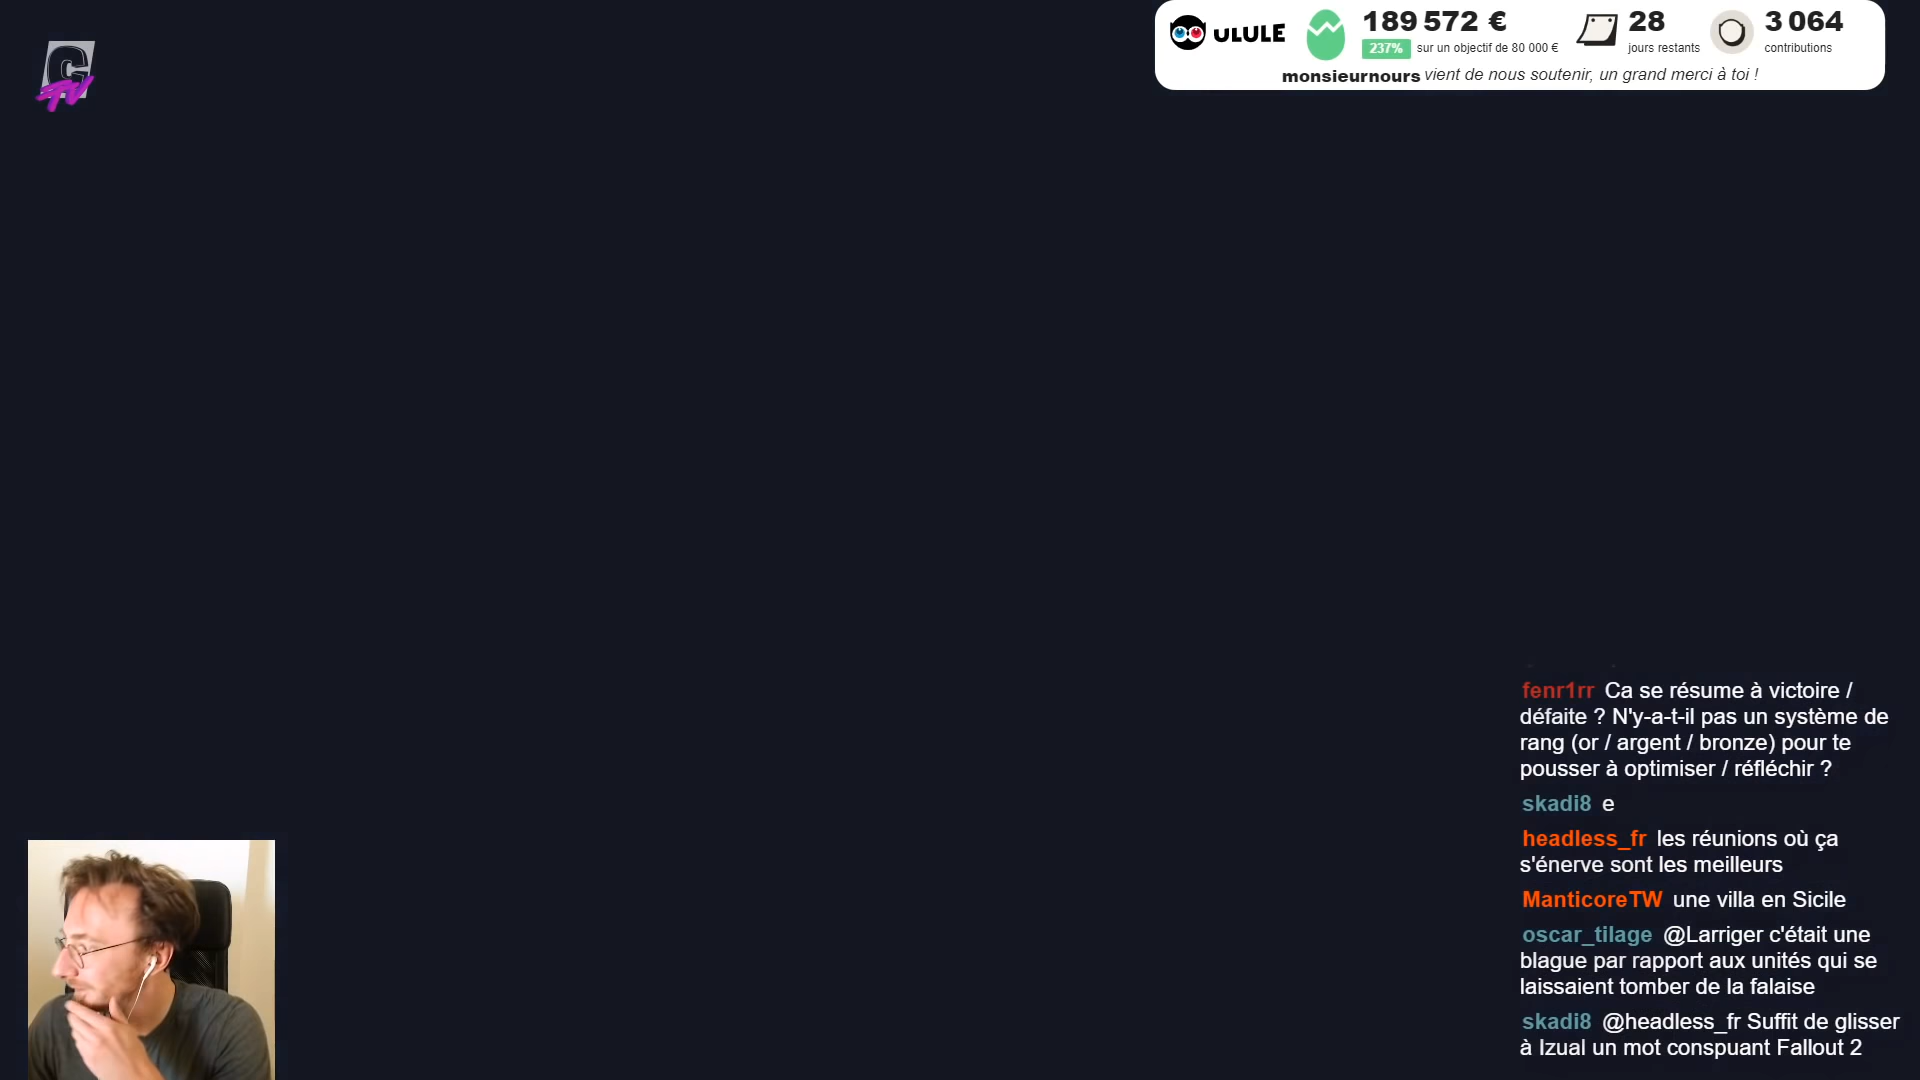 C
TV
ULULE
189 572 €
237% sur un objectif de 80 000 €
28
jours restants
3 064
contributions
monsieurnours vient de nous soutenir, un grand merci à toi !
fenr1rr Ca se résume à victoire /
défaite ? N'y-a-t-il pas un système de
rang (or / argent / bronze) pour te
pousser à optimiser / réfléchir ?
skadi8 e
headless_fr les réunions où ça
s'énerve sont les meilleurs
ManticoreTW une villa en Sicile
oscar_tilage @Larriger c'était une
blague par rapport aux unités qui se
laissaient tomber de la falaise
skadi8 @headless_fr Suffit de glisser
à Izual un mot conspuant Fallout 2